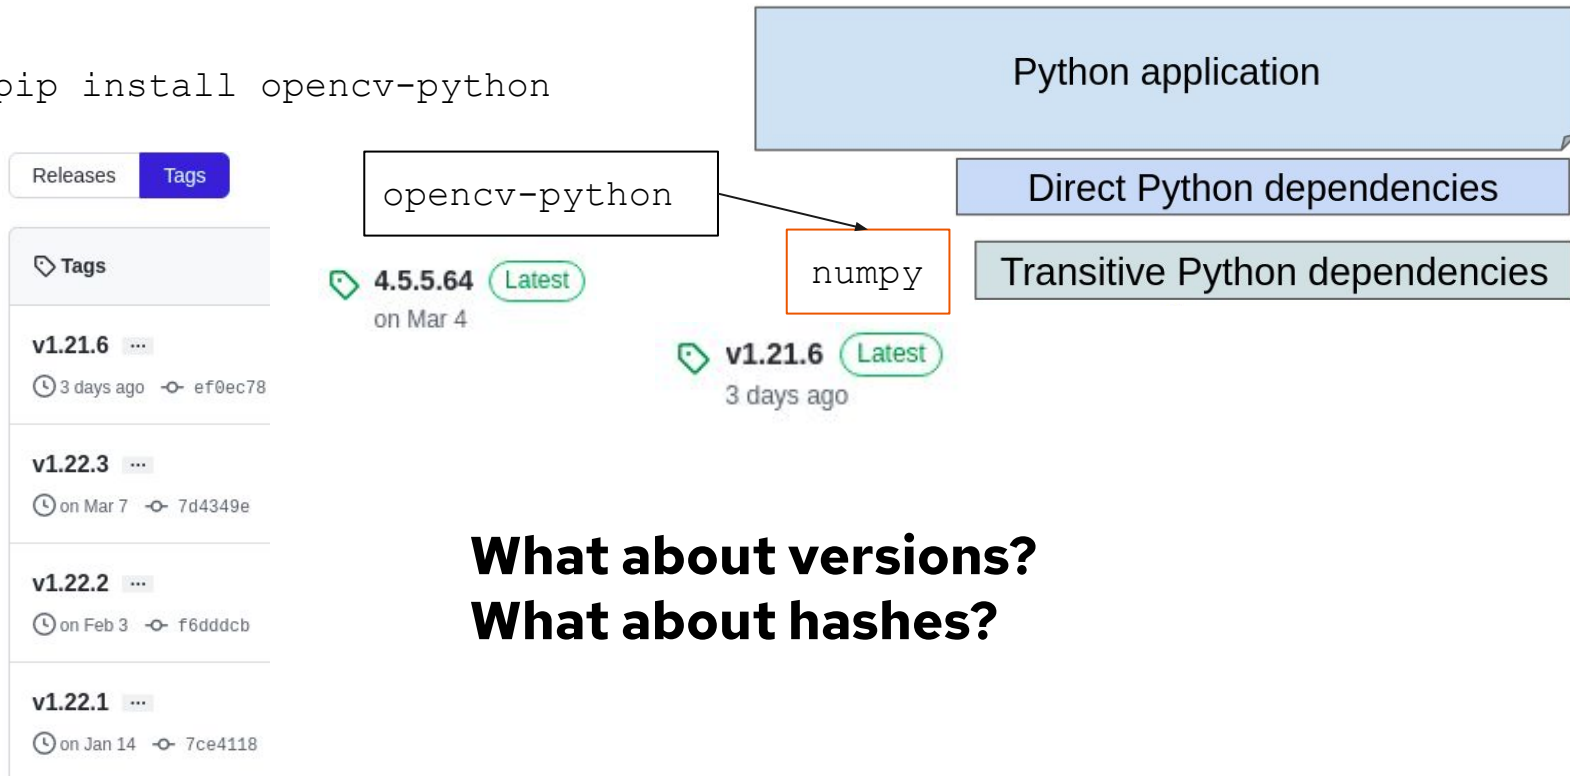 pip install opencv-python
Python application
Releases Tags
opencv-python
Direct Python dependencies
Tags
4.5.5.64 Latest
on Mar 4
numpy
Transitive Python dependencies
v1.21.6 ...
3 days ago ef0ec78
v1.21.6 Latest
3 days ago
v1.22.3 ...
on Mar 7 7d4349e
v1.22.2 ...
on Feb 3 f6dddcb
v1.22.1 ...
on Jan 14 7ce4118
What about versions?
What about hashes?